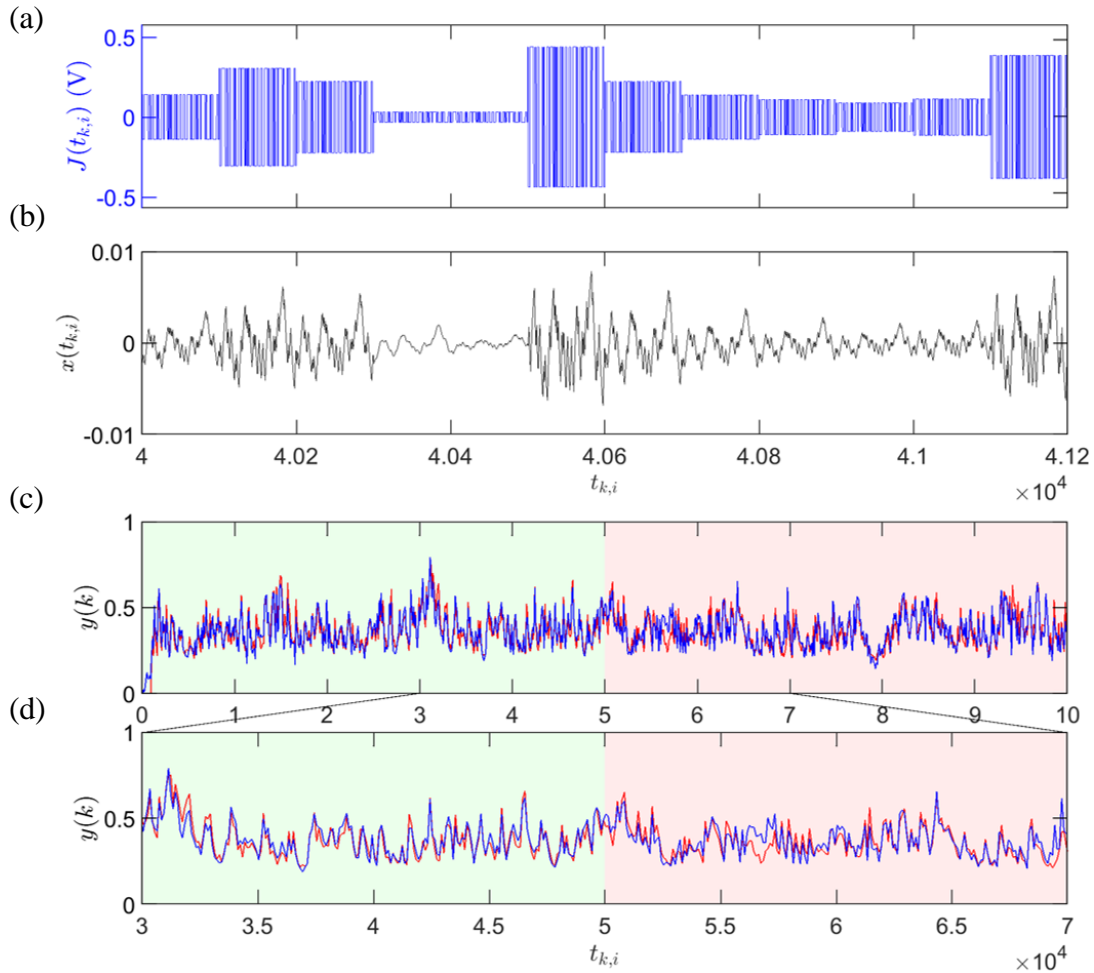 (a)
0.5
0
-0.5
J(t_{k,i}) (V)
(b)
0.01
0
-0.01
x(t_{k,i})
4 4.02 4.04 4.06 4.08 4.1 4.12
t_{k,i}
×10^4
(c)
1
0.5
0
y(k)
0 1 2 3 4 5 6 7 8 9 10
(d)
1
0.5
0
y(k)
3 3.5 4 4.5 5 5.5 6 6.5 7
t_{k,i}
×10^4